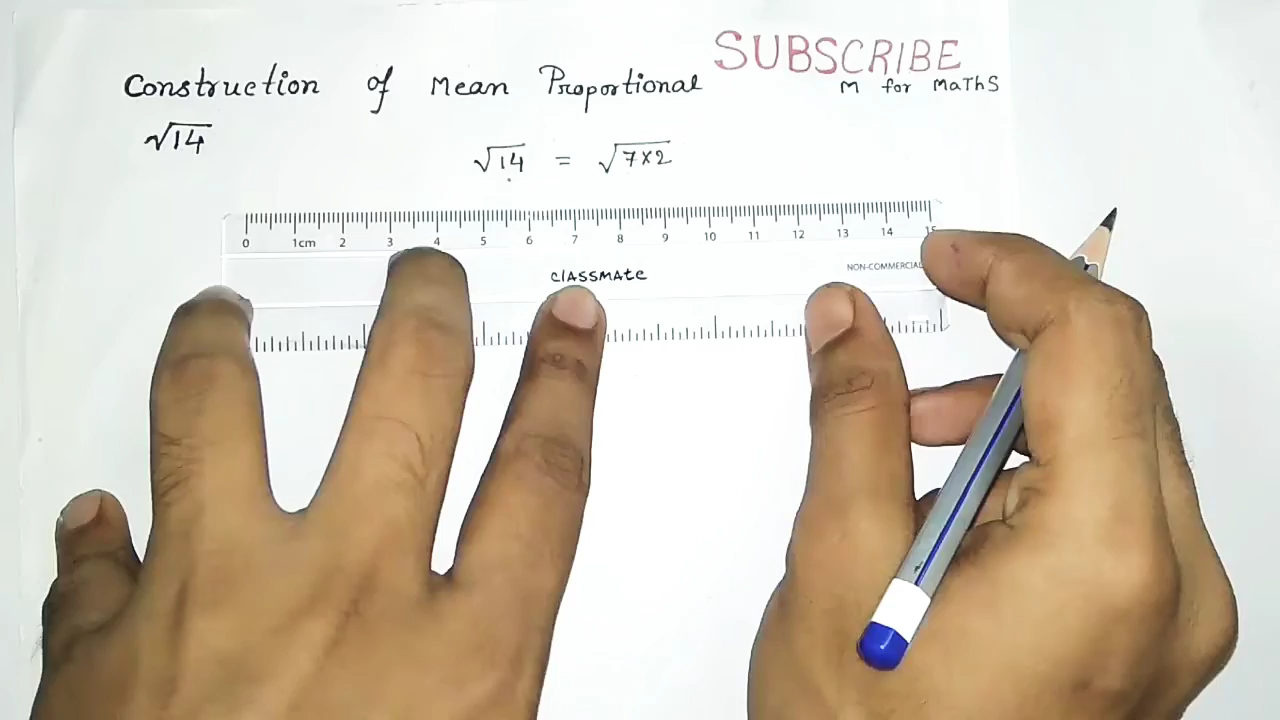 SUBSCRIBE
Construction of Mean Proportional
M for MaThS
√14
√14 = √7×2
0 1cm 2 3 4 5 6 7 8 9 10 11 12 13 14 15
classmate
NON-COMMERCIAL